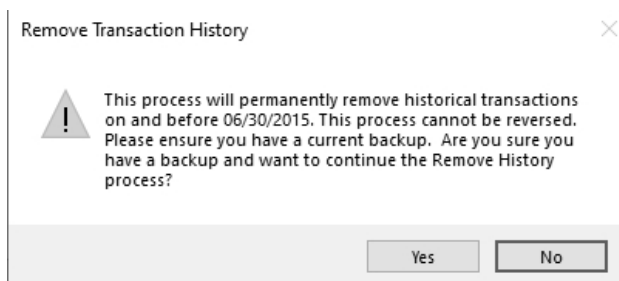 Remove Transaction History
This process will permanently remove historical transactions
on and before 06/30/2015. This process cannot be reversed.
Please ensure you have a current backup.  Are you sure you
have a backup and want to continue the Remove History
process?
Yes
No